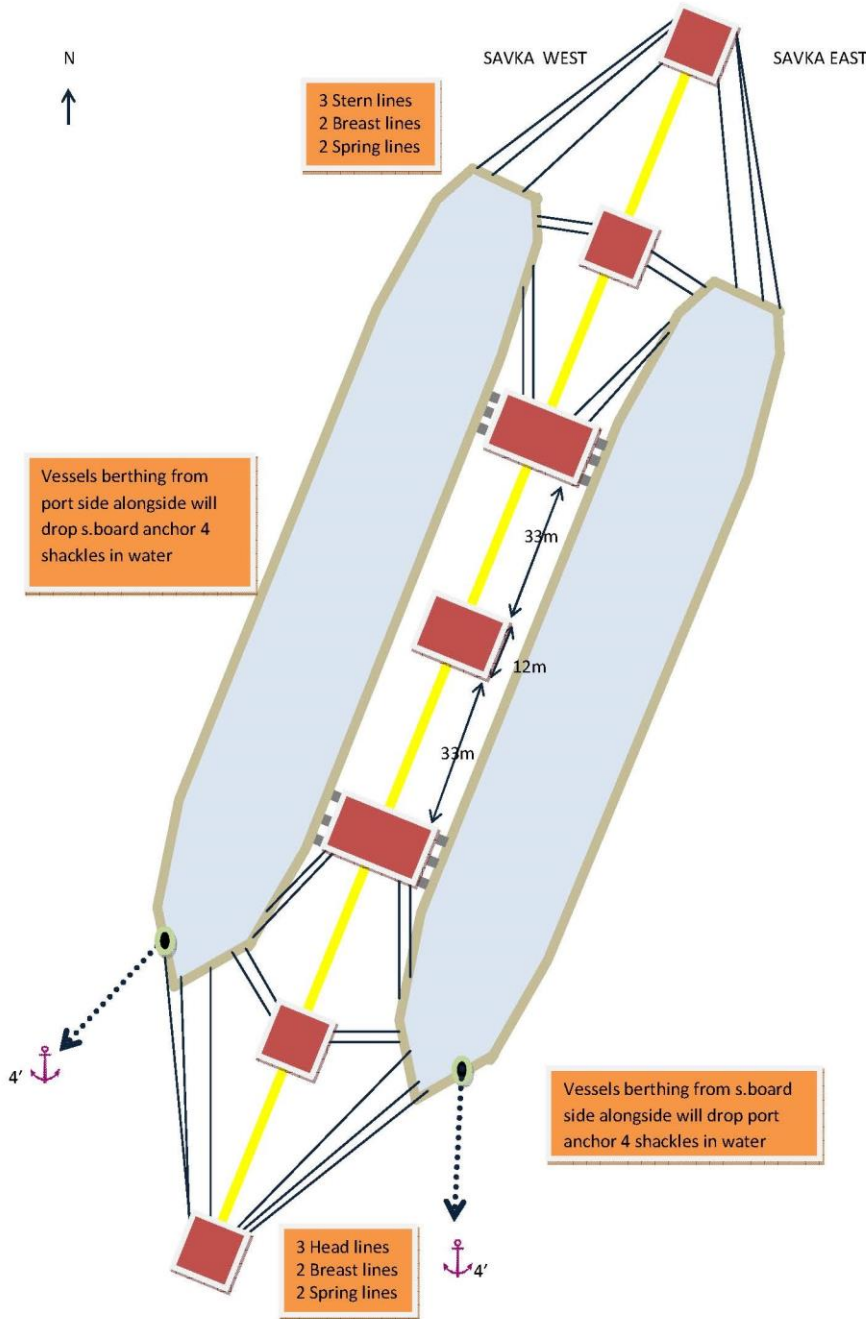 N
SAVKA WEST
SAVKA EAST
3 Stern lines
2 Breast lines
2 Spring lines
Vessels berthing from
port side alongside will
drop s.board anchor 4
shackles in water
33m
12m
33m
4'
Vessels berthing from s.board
side alongside will drop port
anchor 4 shackles in water
3 Head lines
2 Breast lines
2 Spring lines
4'